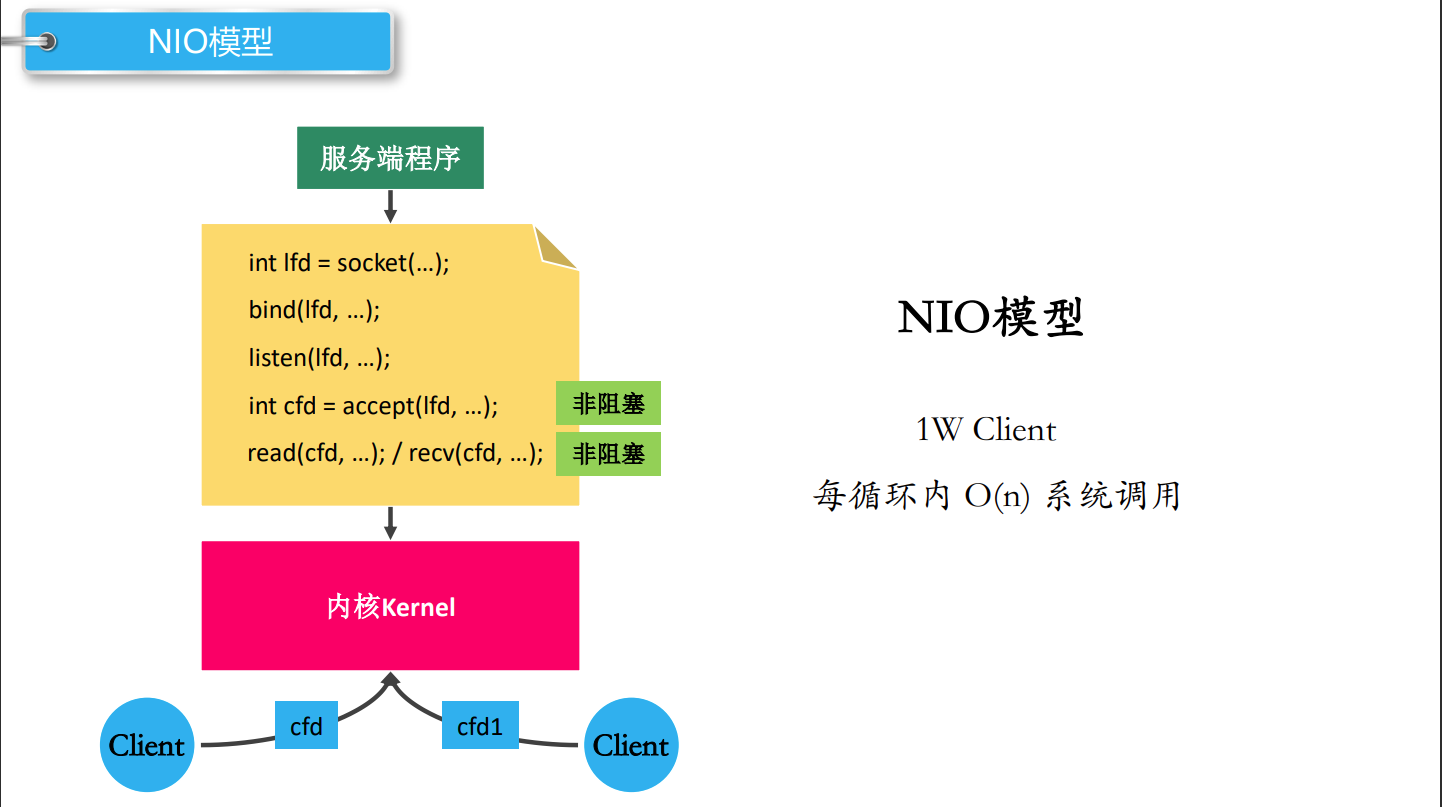 NIO模型
服务端程序
int lfd = socket(…);
bind(lfd, …);
listen(lfd, …);
int cfd = accept(lfd, …);
非阻塞
read(cfd, …); / recv(cfd, …);
非阻塞
内核Kernel
Client
cfd
cfd1
Client
NIO模型
1W Client
每循环内 O(n) 系统调用